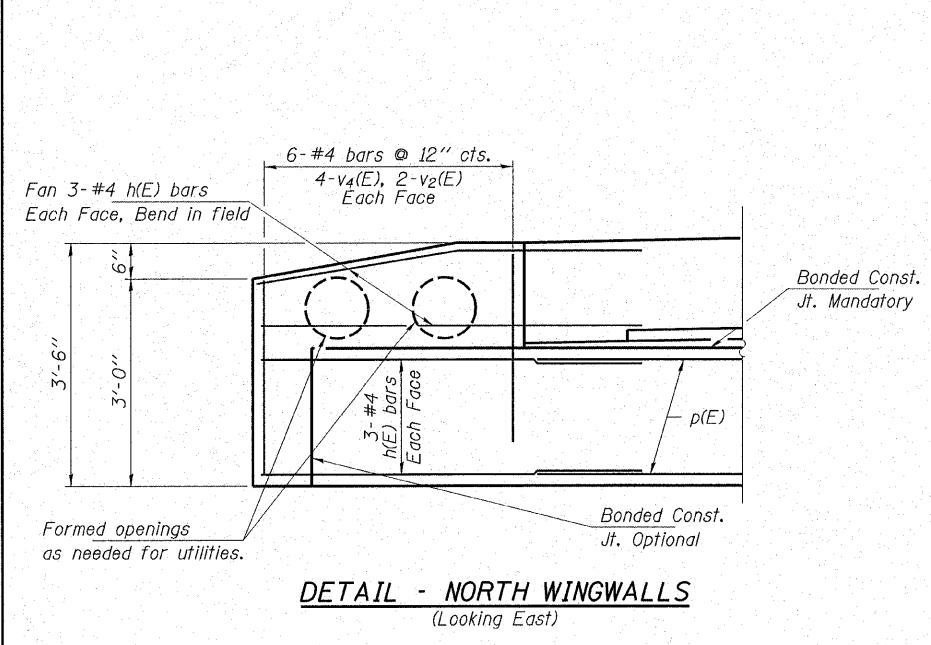 6-#4 bars @ 12" cts.
4-v4(E), 2-v2(E)
Each Face
Fan 3-#4 h(E) bars
Each Face, Bend in field
6"
3'-6"
3'-0"
Bonded Const.
Jt. Mandatory
3-#4
h(E) bars
Each Face
p(E)
Formed openings
as needed for utilities.
Bonded Const.
Jt. Optional
DETAIL - NORTH WINGWALLS
(Looking East)